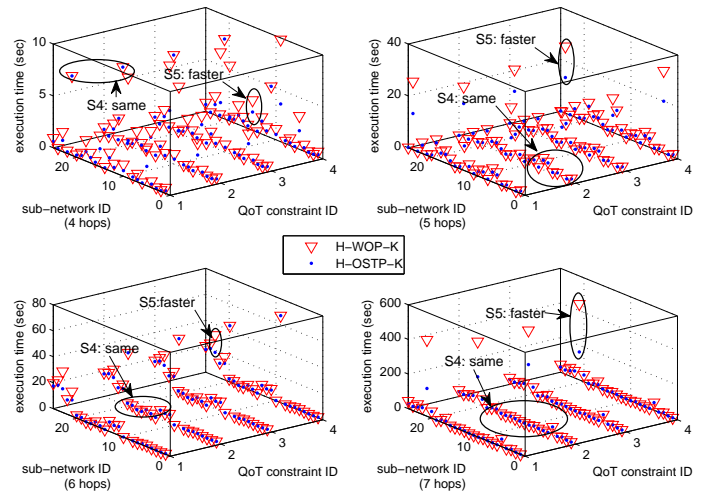 10
5
0
execution time (sec)
S5: faster
S4: same
20
10
0
1
2
3
4
sub−network ID
(4 hops)
QoT constraint ID
40
20
0
execution time (sec)
S5: faster
S4: same
20
10
0
1
2
3
4
sub−network ID
(5 hops)
QoT constraint ID
H−WOP−K
H−OSTP−K
80
60
40
20
0
execution time (sec)
S5:faster
S4: same
20
10
0
1
2
3
4
sub−network ID
(6 hops)
QoT constraint ID
600
400
200
0
execution time (sec)
S5: faster
S4: same
20
10
0
1
2
3
4
sub−network ID
(7 hops)
QoT constraint ID